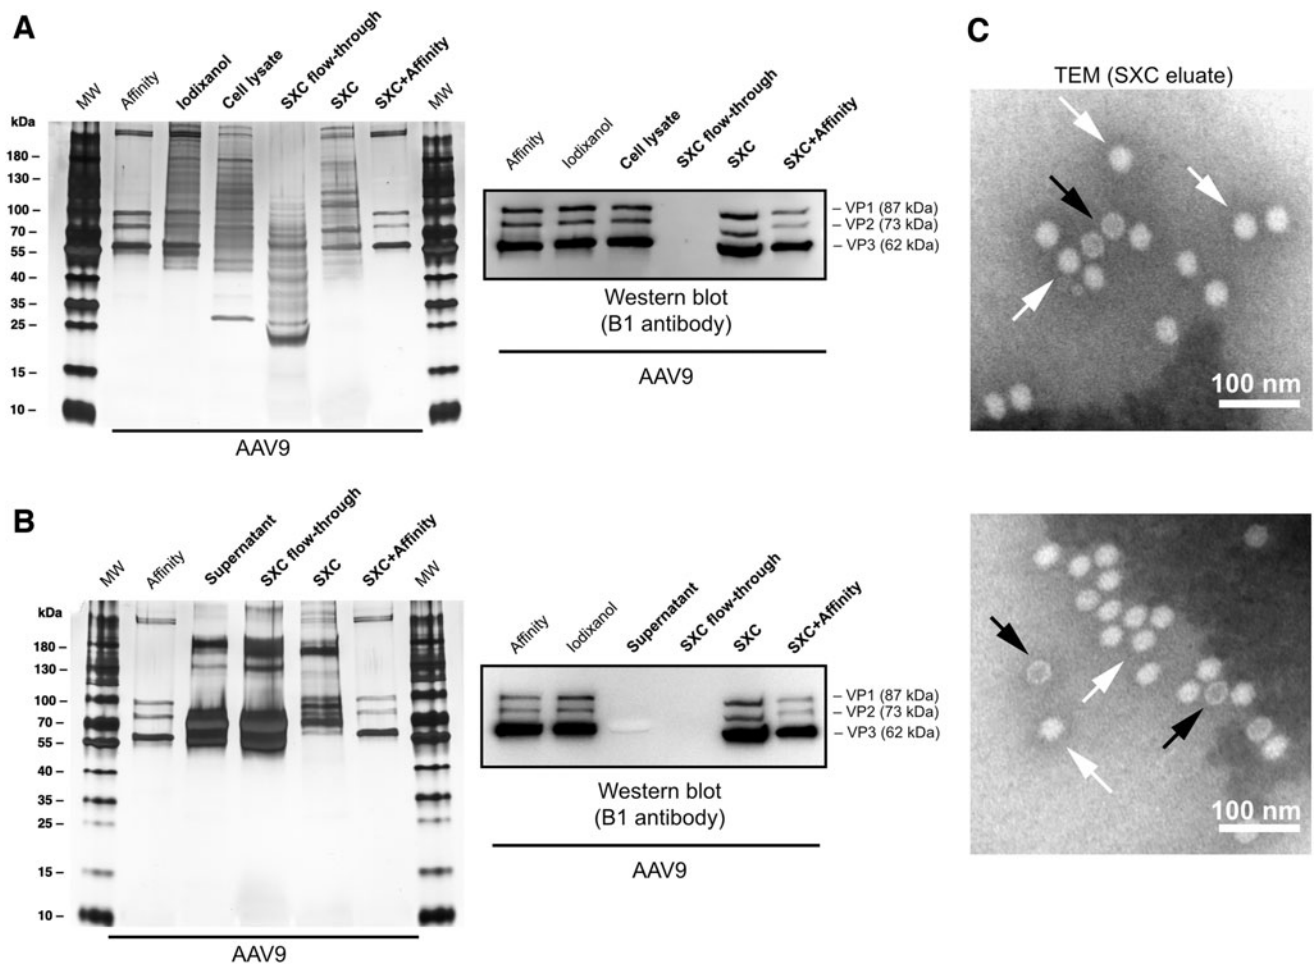 A
MW
Affinity
Iodixanol
Cell lysate
SXC flow-through
SXC
SXC+Affinity
MW
kDa
180 –
130 –
100 –
70 –
55 –
40 –
35 –
25 –
15 –
10 –
AAV9
Affinity
Iodixanol
Cell lysate
SXC flow-through
SXC
SXC+Affinity
– VP1 (87 kDa)
– VP2 (73 kDa)
– VP3 (62 kDa)
Western blot
(B1 antibody)
AAV9
B
MW
Affinity
Supernatant
SXC flow-through
SXC
SXC+Affinity
MW
kDa
180 –
130 –
100 –
70 –
55 –
40 –
35 –
25 –
15 –
10 –
AAV9
Affinity
Iodixanol
Supernatant
SXC flow-through
SXC
SXC+Affinity
– VP1 (87 kDa)
– VP2 (73 kDa)
– VP3 (62 kDa)
Western blot
(B1 antibody)
AAV9
C
TEM (SXC eluate)
100 nm
100 nm